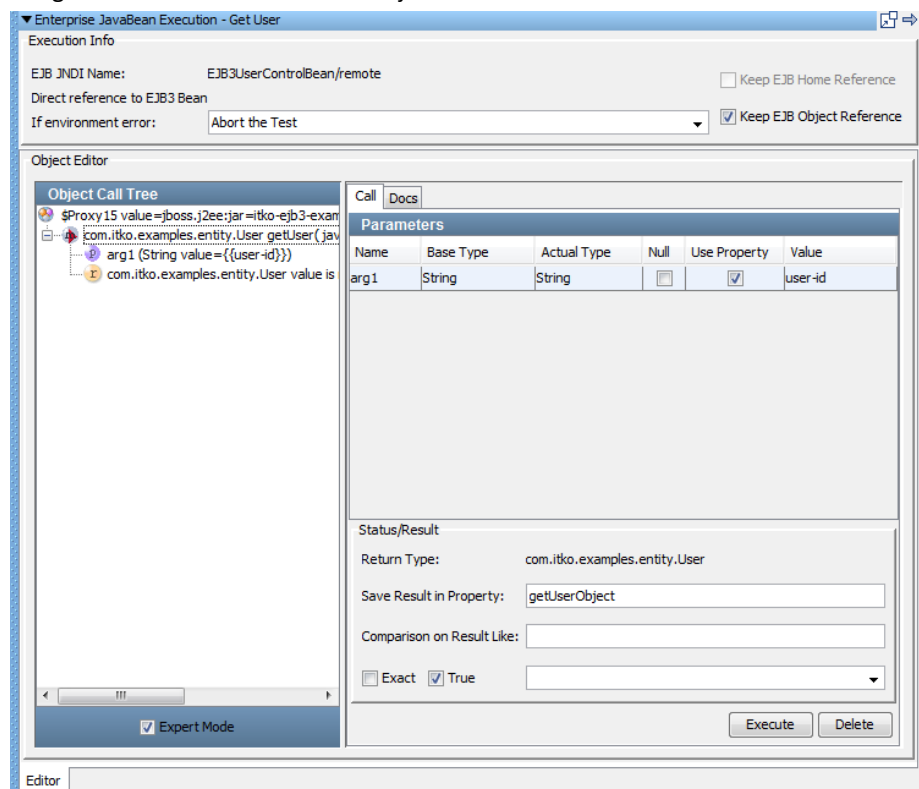 Enterprise JavaBean Execution - Get User
Execution Info
EJB JNDI Name: EJB3UserControlBean/remote
Keep EJB Home Reference
Direct reference to EJB3 Bean
If environment error: Abort the Test
Keep EJB Object Reference
Object Editor
Object Call Tree
$Proxy15 value=jboss.j2ee:jar=itko-ejb3-exam
com.itko.examples.entity.User getUser( jav
arg1 (String value={{user-id}})
com.itko.examples.entity.User value is
Expert Mode
Call Docs
Parameters
Name Base Type Actual Type Null Use Property Value
arg1 String String user-id
Status/Result
Return Type: com.itko.examples.entity.User
Save Result in Property: getUserObject
Comparison on Result Like:
Exact True
Execute Delete
Editor